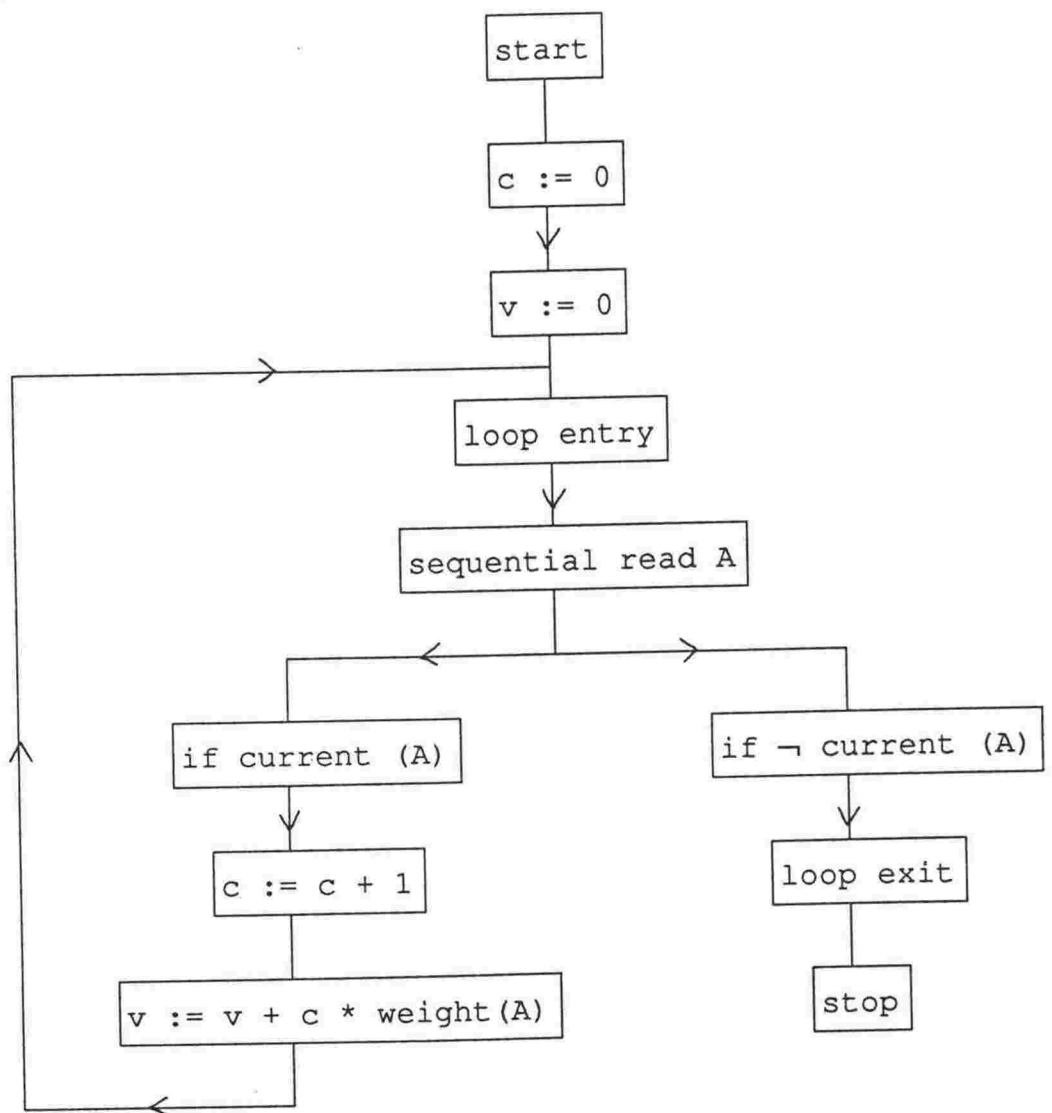 start
c := 0
v := 0
loop entry
sequential read A
if current (A)
if ¬ current (A)
c := c + 1
loop exit
v := v + c * weight(A)
stop